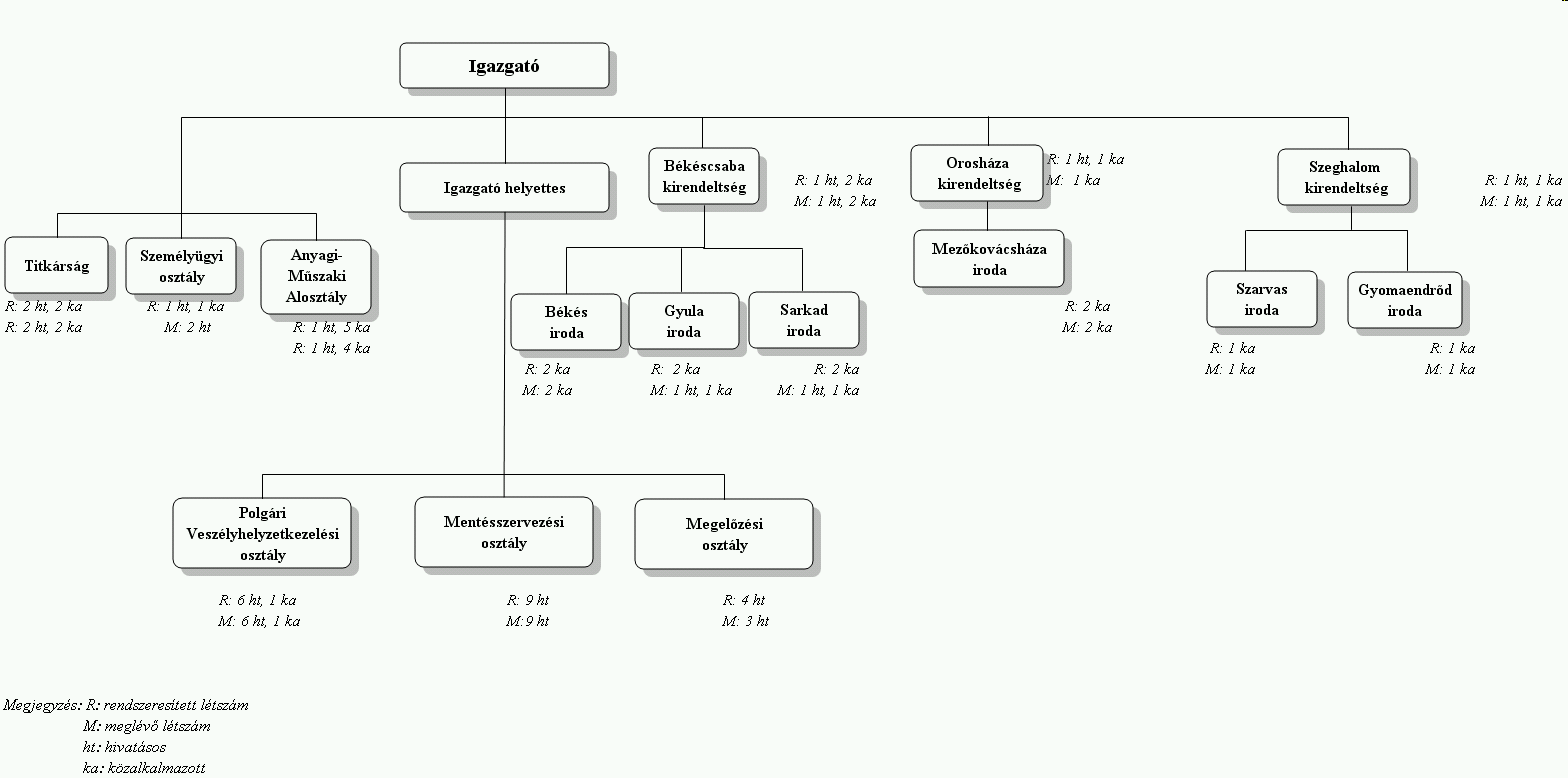 Igazgató
Igazgató helyettes
Békéscsaba
kirendeltség
R: 1 ht, 2 ka
M: 1 ht, 2 ka
Orosháza
kirendeltség
R: 1 ht, 1 ka
M: 1 ka
Szeghalom
kirendeltség
R: 1 ht, 1 ka
M: 1 ht, 1 ka
Titkárság
R: 2 ht, 2 ka
R: 2 ht, 2 ka
Személyügyi
osztály
R: 1 ht, 1 ka
M: 2 ht
Anyagi-
Műszaki
Alosztály
R: 1 ht, 5 ka
R: 1 ht, 4 ka
Békés
iroda
R: 2 ka
M: 2 ka
Gyula
iroda
R: 2 ka
M: 1 ht, 1 ka
Sarkad
iroda
R: 2 ka
M: 1 ht, 1 ka
Mezőkovácsháza
iroda
R: 2 ka
M: 2 ka
Szarvas
iroda
R: 1 ka
M: 1 ka
Gyomaendrőd
iroda
R: 1 ka
M: 1 ka
Polgári
Veszélyhelyzetkezelési
osztály
R: 6 ht, 1 ka
M: 6 ht, 1 ka
Mentésszervezési
osztály
R: 9 ht
M:9 ht
Megelőzési
osztály
R: 4 ht
M: 3 ht
Megjegyzés: R: rendszeresített létszám
M: meglévő létszám
ht: hivatásos
ka: közalkalmazott